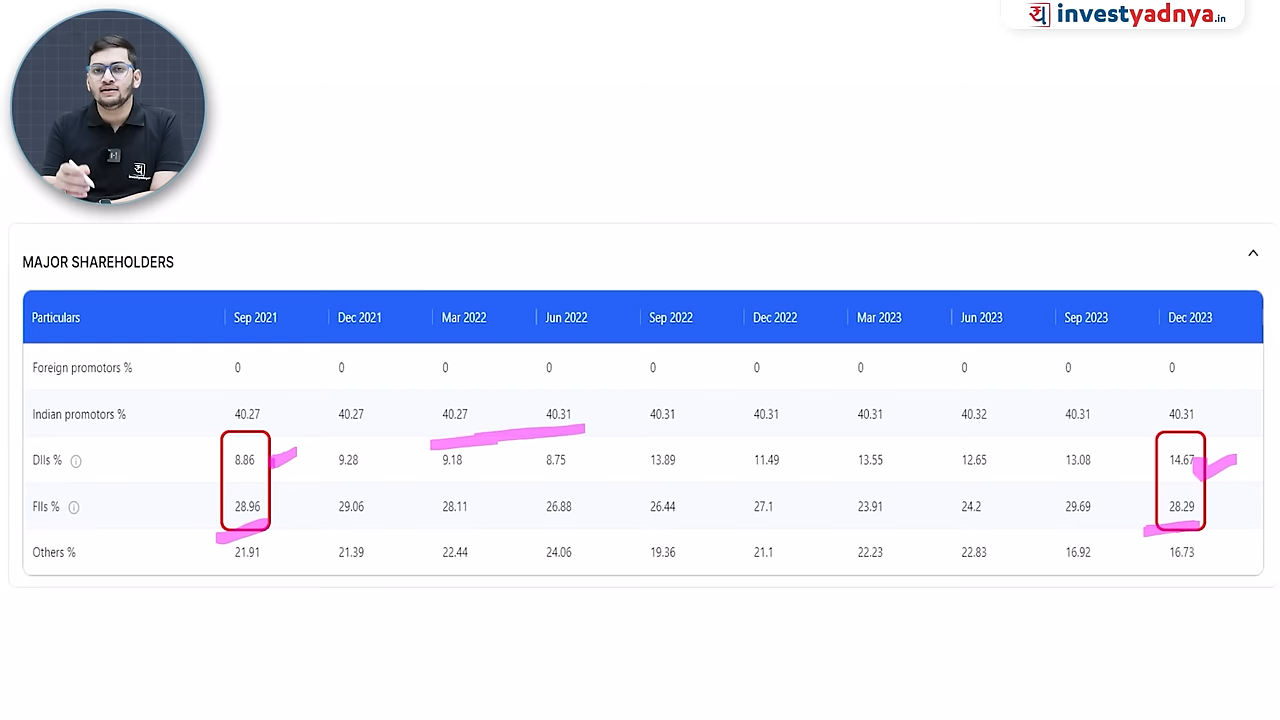 investyadnya.in
MAJOR SHAREHOLDERS
Particulars Sep 2021 Dec 2021 Mar 2022 Jun 2022 Sep 2022 Dec 2022 Mar 2023 Jun 2023 Sep 2023 Dec 2023
Foreign promotors % 0 0 0 0 0 0 0 0 0 0
Indian promotors % 40.27 40.27 40.27 40.31 40.31 40.31 40.31 40.32 40.31 40.31
DIIs % 8.86 9.28 9.18 8.75 13.89 11.49 13.55 12.65 13.08 14.67
FIIs % 28.96 29.06 28.11 26.88 26.44 27.1 23.91 24.2 29.69 28.29
Others % 21.91 21.39 22.44 24.06 19.36 21.1 22.23 22.83 16.92 16.73